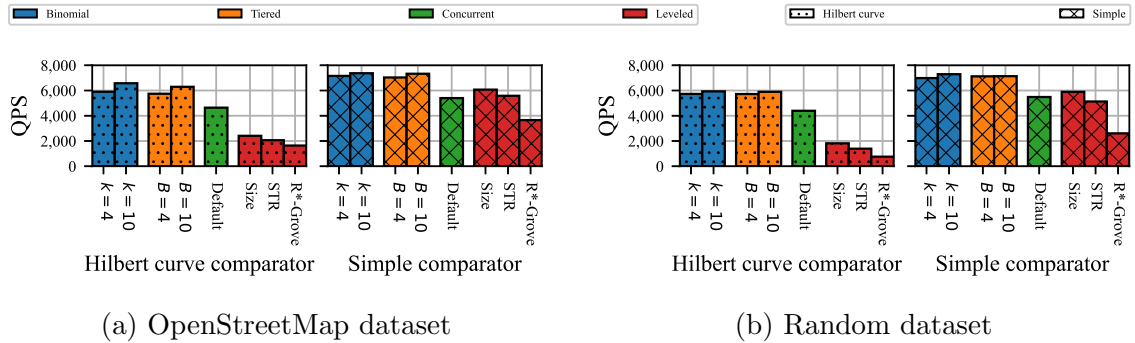 Binomial Tiered Concurrent Leveled Hilbert curve Simple
QPS
8,000
6,000
4,000
2,000
0
k = 4
k = 10
B = 4
B = 10
Default
Size
STR
R*-Grove
k = 4
k = 10
B = 4
B = 10
Default
Size
STR
R*-Grove
Hilbert curve comparator Simple comparator
(a) OpenStreetMap dataset
QPS
8,000
6,000
4,000
2,000
0
k = 4
k = 10
B = 4
B = 10
Default
Size
STR
R*-Grove
k = 4
k = 10
B = 4
B = 10
Default
Size
STR
R*-Grove
Hilbert curve comparator Simple comparator
(b) Random dataset